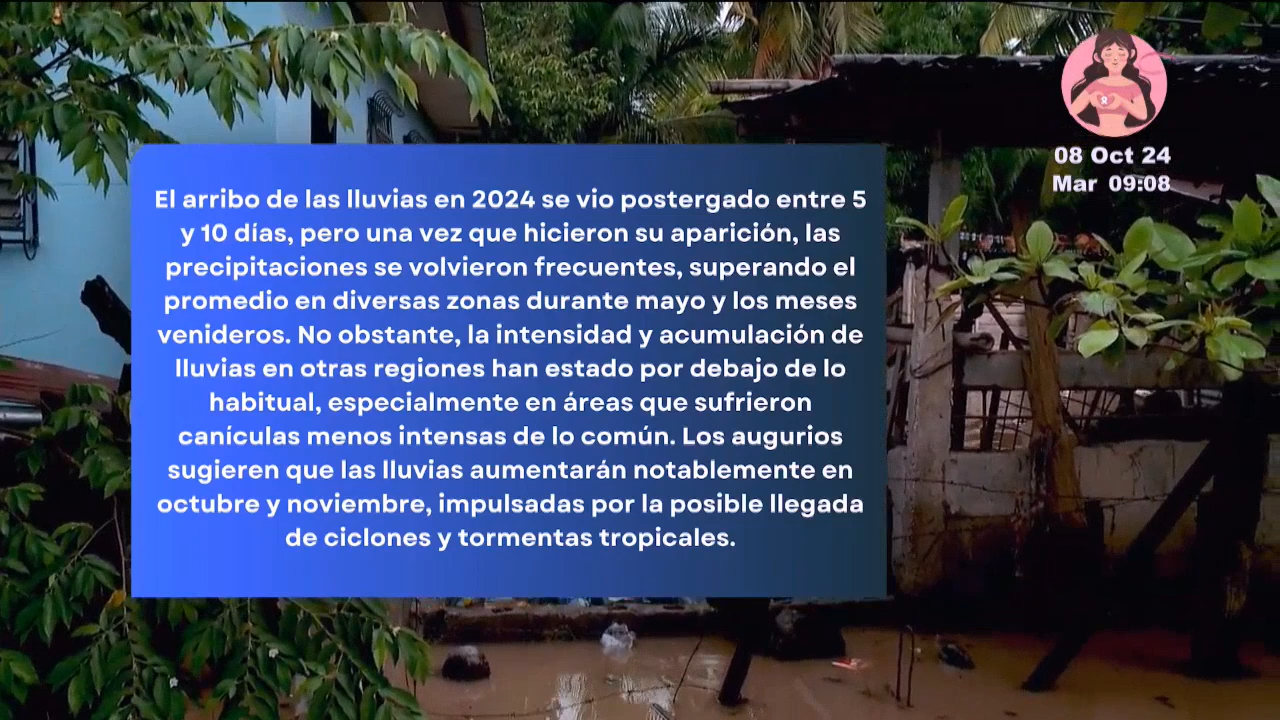 El arribo de las lluvias en 2024 se vio postergado entre 5
y 10 días, pero una vez que hicieron su aparición, las
precipitaciones se volvieron frecuentes, superando el
promedio en diversas zonas durante mayo y los meses
venideros. No obstante, la intensidad y acumulación de
lluvias en otras regiones han estado por debajo de lo
habitual, especialmente en áreas que sufrieron
canículas menos intensas de lo común. Los augurios
sugieren que las lluvias aumentarán notablemente en
octubre y noviembre, impulsadas por la posible llegada
de ciclones y tormentas tropicales.
08 Oct 24
Mar 09:08